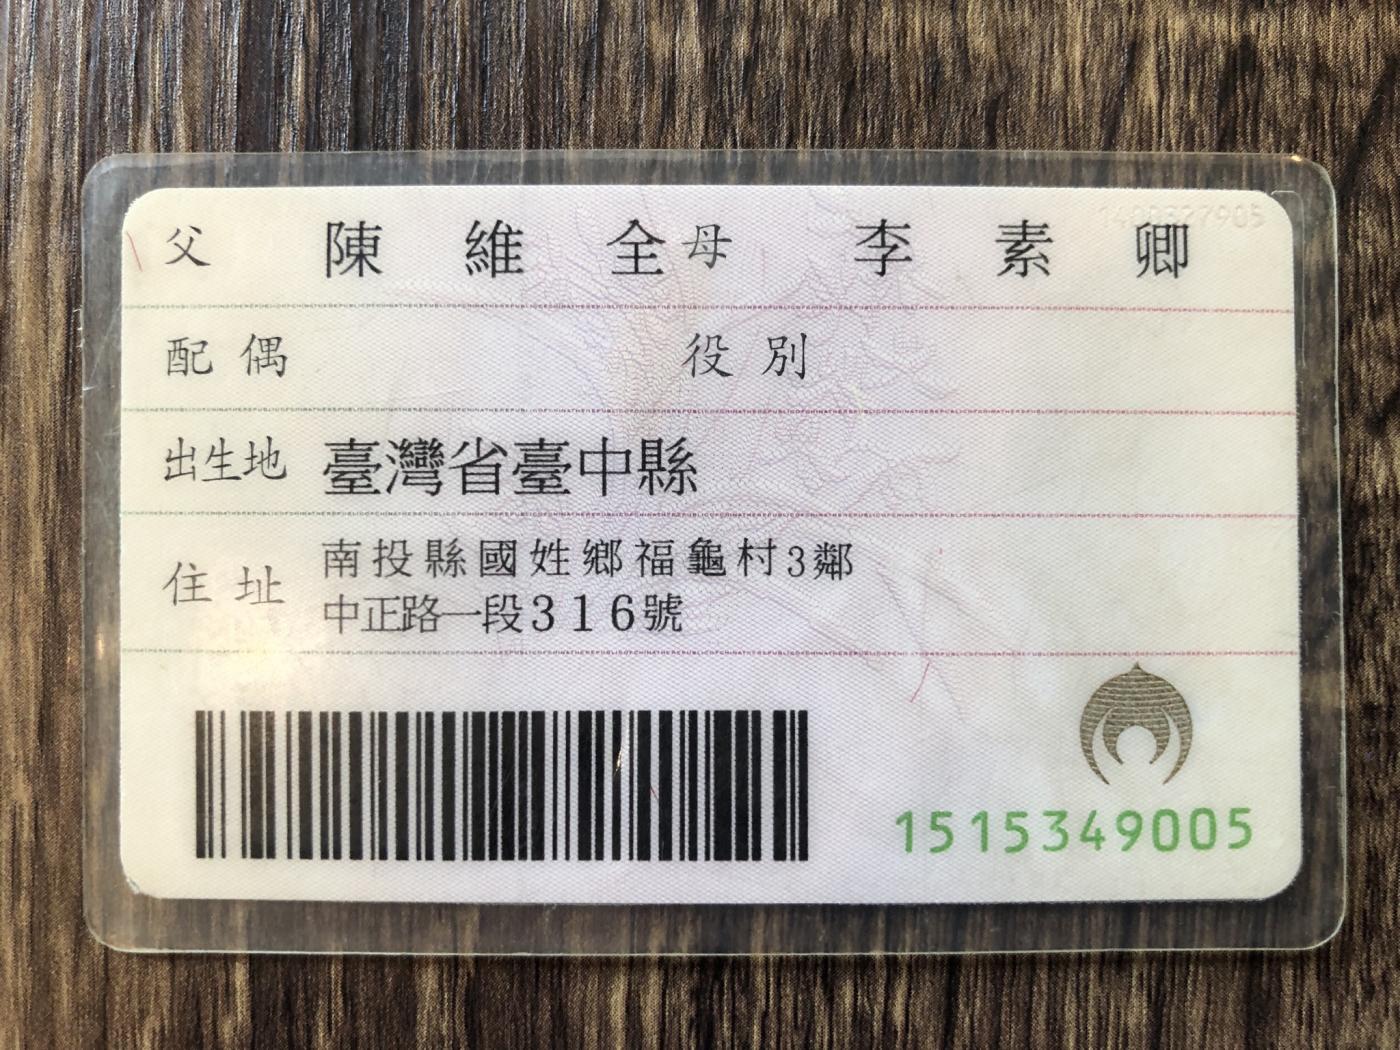 父 陳維全 母 李素卿
配偶 役別
出生地 臺灣省臺中縣
住址 南投縣國姓鄉福龜村3鄰
中正路一段316號
1515349005